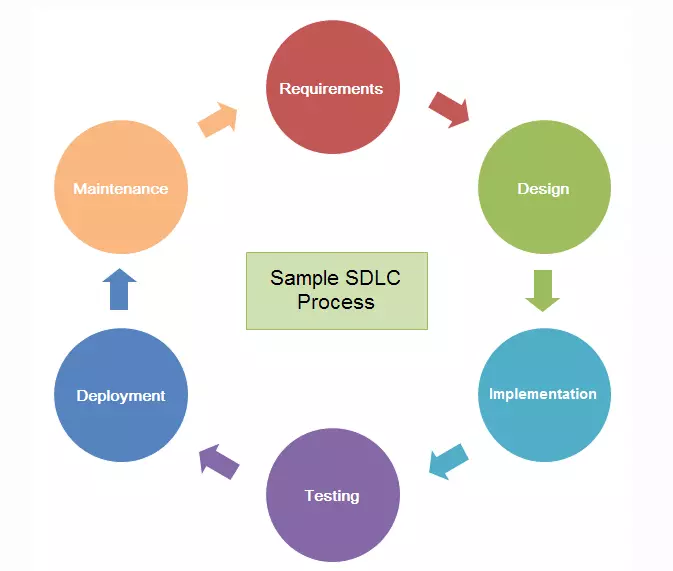 Requirements
Design
Implementation
Testing
Deployment
Maintenance
Sample SDLC
Process